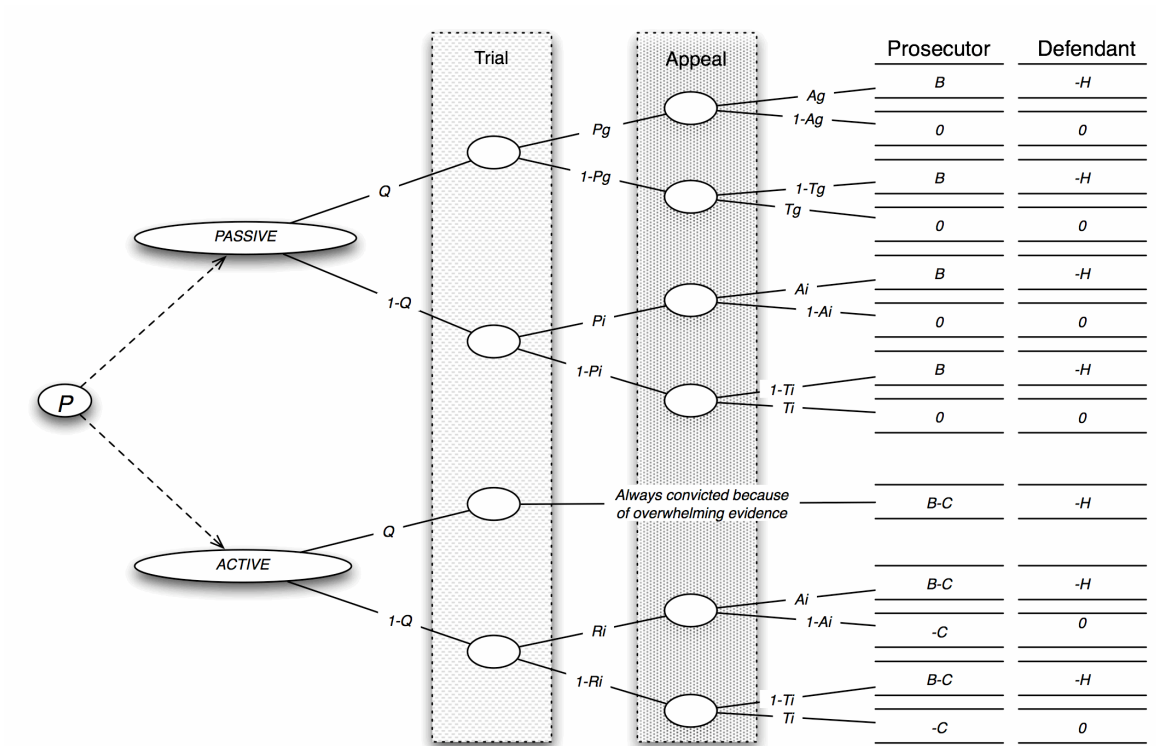 Prosecutor Defendant
Trial
Appeal
Ag B -H
1-Ag 0 0
Pg
1-Pg
1-Tg B -H
Tg 0 0
Q
PASSIVE
1-Q
Ai B -H
1-Ai 0 0
Pi
1-Pi
1-Ti B -H
Ti 0 0
P
Always convicted because
of overwhelming evidence
B-C -H
Q
ACTIVE
1-Q
Ai B-C -H
1-Ai -C 0
Ri
1-Ri
1-Ti B-C -H
Ti -C 0